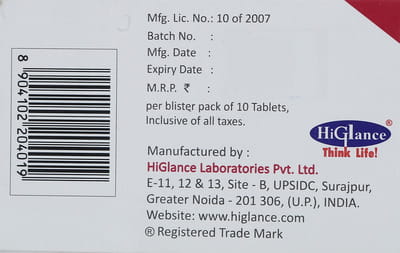 Mfg. Lic. No.: 10 of 2007
Batch No. :
Mfg. Date :
Expiry Date :
M.R.P. ₹ :
per blister pack of 10 Tablets,
Inclusive of all taxes.
8 904102 204019
HiGlance®
Think Life!
Manufactured by :
HiGlance Laboratories Pvt. Ltd.
E-11, 12 & 13, Site - B, UPSIDC, Surajpur,
Greater Noida - 201 306, (U.P.), INDIA.
Website: www.higlance.com
® Registered Trade Mark